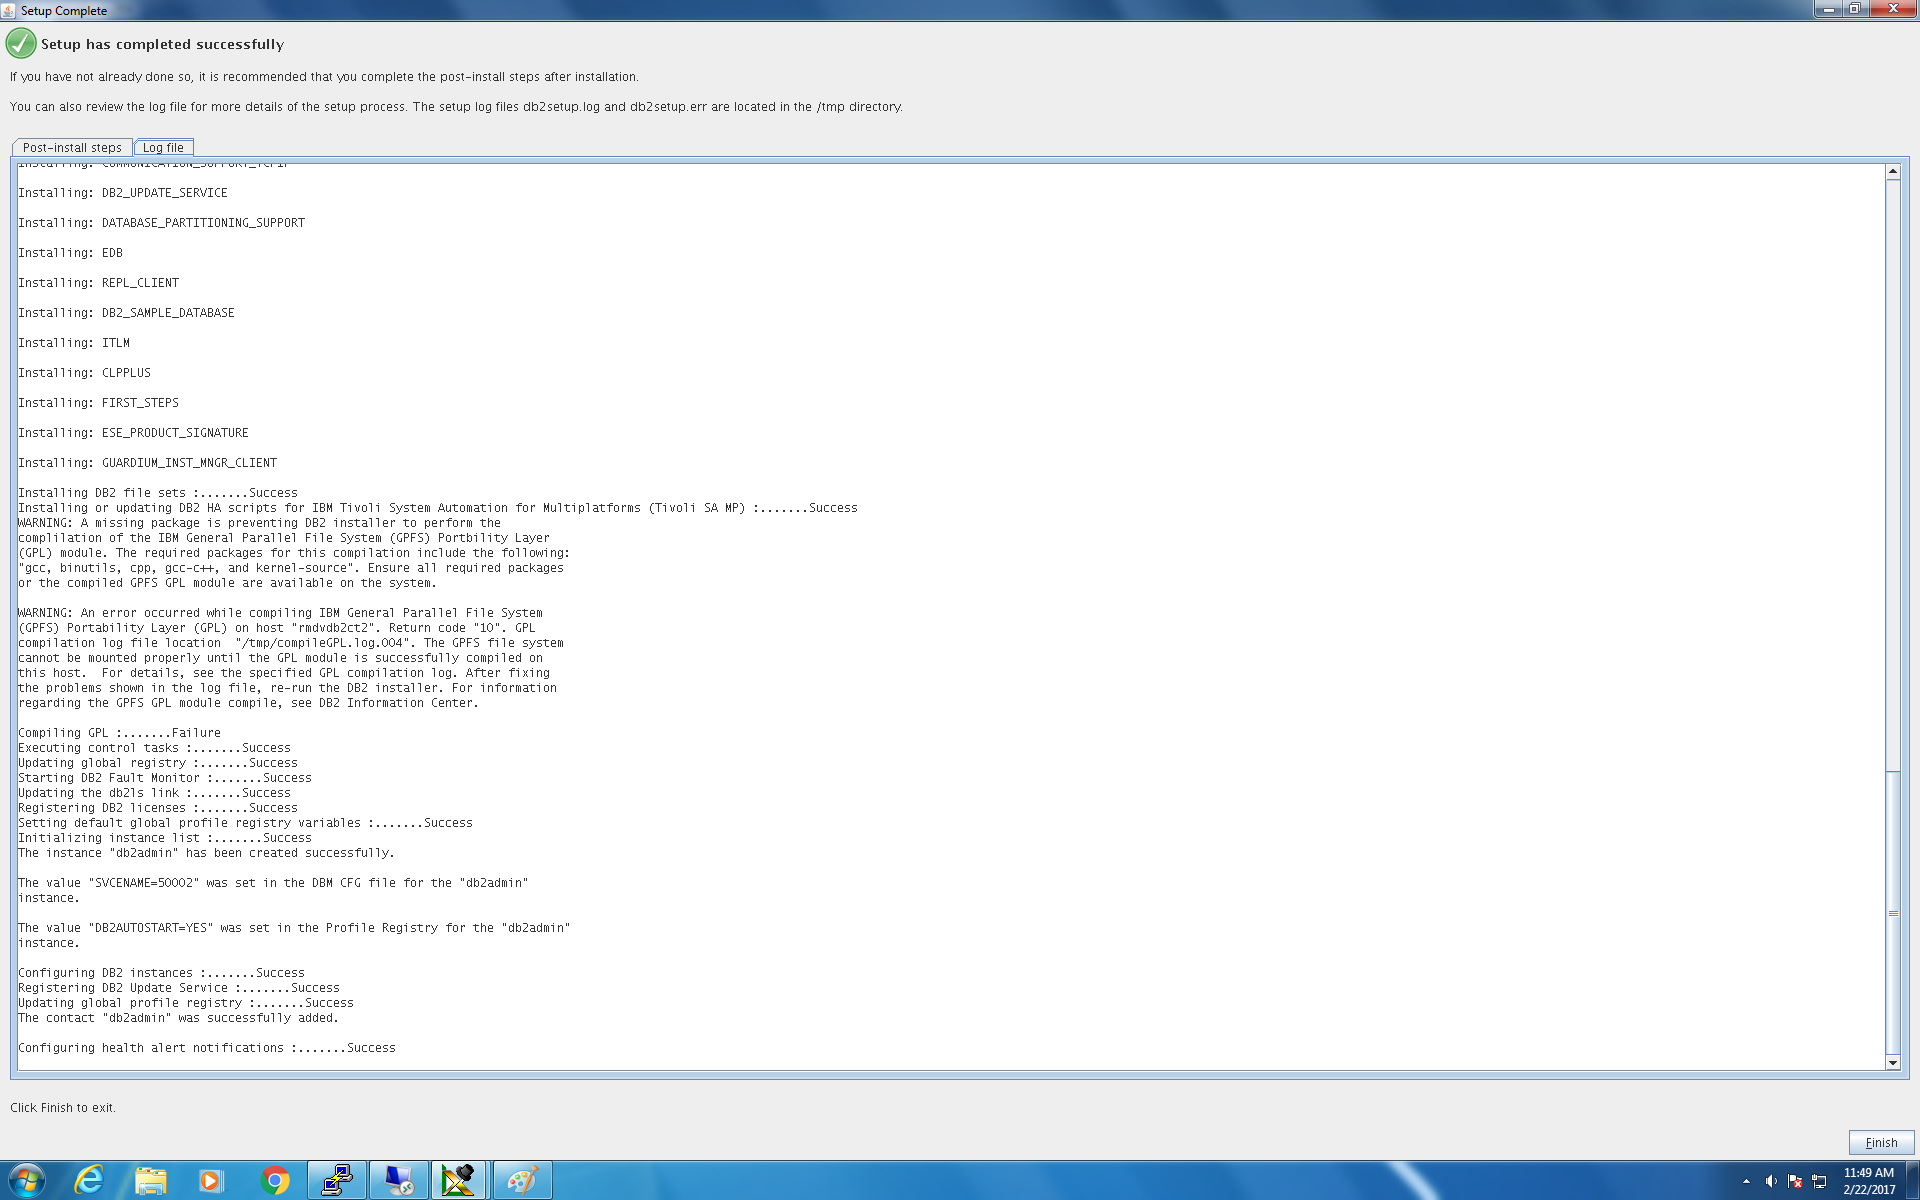 Setup Complete
Setup has completed successfully
If you have not already done so, it is recommended that you complete the post-install steps after installation.
You can also review the log file for more details of the setup process. The setup log files db2setup.log and db2setup.err are located in the /tmp directory.
Post-install steps
Log file
Installing: COMMUNICATION_SUPPORT_TCPIP
Installing: DB2_UPDATE_SERVICE
Installing: DATABASE_PARTITIONING_SUPPORT
Installing: EDB
Installing: REPL_CLIENT
Installing: DB2_SAMPLE_DATABASE
Installing: ITLM
Installing: CLPPLUS
Installing: FIRST_STEPS
Installing: ESE_PRODUCT_SIGNATURE
Installing: GUARDIUM_INST_MNGR_CLIENT
Installing DB2 file sets :.......Success
Installing or updating DB2 HA scripts for IBM Tivoli System Automation for Multiplatforms (Tivoli SA MP) :.......Success
WARNING: A missing package is preventing DB2 installer to perform the
complilation of the IBM General Parallel File System (GPFS) Portbility Layer
(GPL) module. The required packages for this compilation include the following:
"gcc, binutils, cpp, gcc-c++, and kernel-source". Ensure all required packages
or the compiled GPFS GPL module are available on the system.
WARNING: An error occurred while compiling IBM General Parallel File System
(GPFS) Portability Layer (GPL) on host "rmdvdb2ct2". Return code "10". GPL
compilation log file location  "/tmp/compileGPL.log.004". The GPFS file system
cannot be mounted properly until the GPL module is successfully compiled on
this host.  For details, see the specified GPL compilation log. After fixing
the problems shown in the log file, re-run the DB2 installer. For information
regarding the GPFS GPL module compile, see DB2 Information Center.
Compiling GPL :.......Failure
Executing control tasks :.......Success
Updating global registry :.......Success
Starting DB2 Fault Monitor :.......Success
Updating the db2ls link :.......Success
Registering DB2 licenses :.......Success
Setting default global profile registry variables :.......Success
Initializing instance list :.......Success
The instance "db2admin" has been created successfully.
The value "SVCENAME=50002" was set in the DBM CFG file for the "db2admin"
instance.
The value "DB2AUTOSTART=YES" was set in the Profile Registry for the "db2admin"
instance.
Configuring DB2 instances :.......Success
Registering DB2 Update Service :.......Success
Updating global profile registry :.......Success
The contact "db2admin" was successfully added.
Configuring health alert notifications :.......Success
Click Finish to exit.
Finish
11:49 AM
2/22/2017